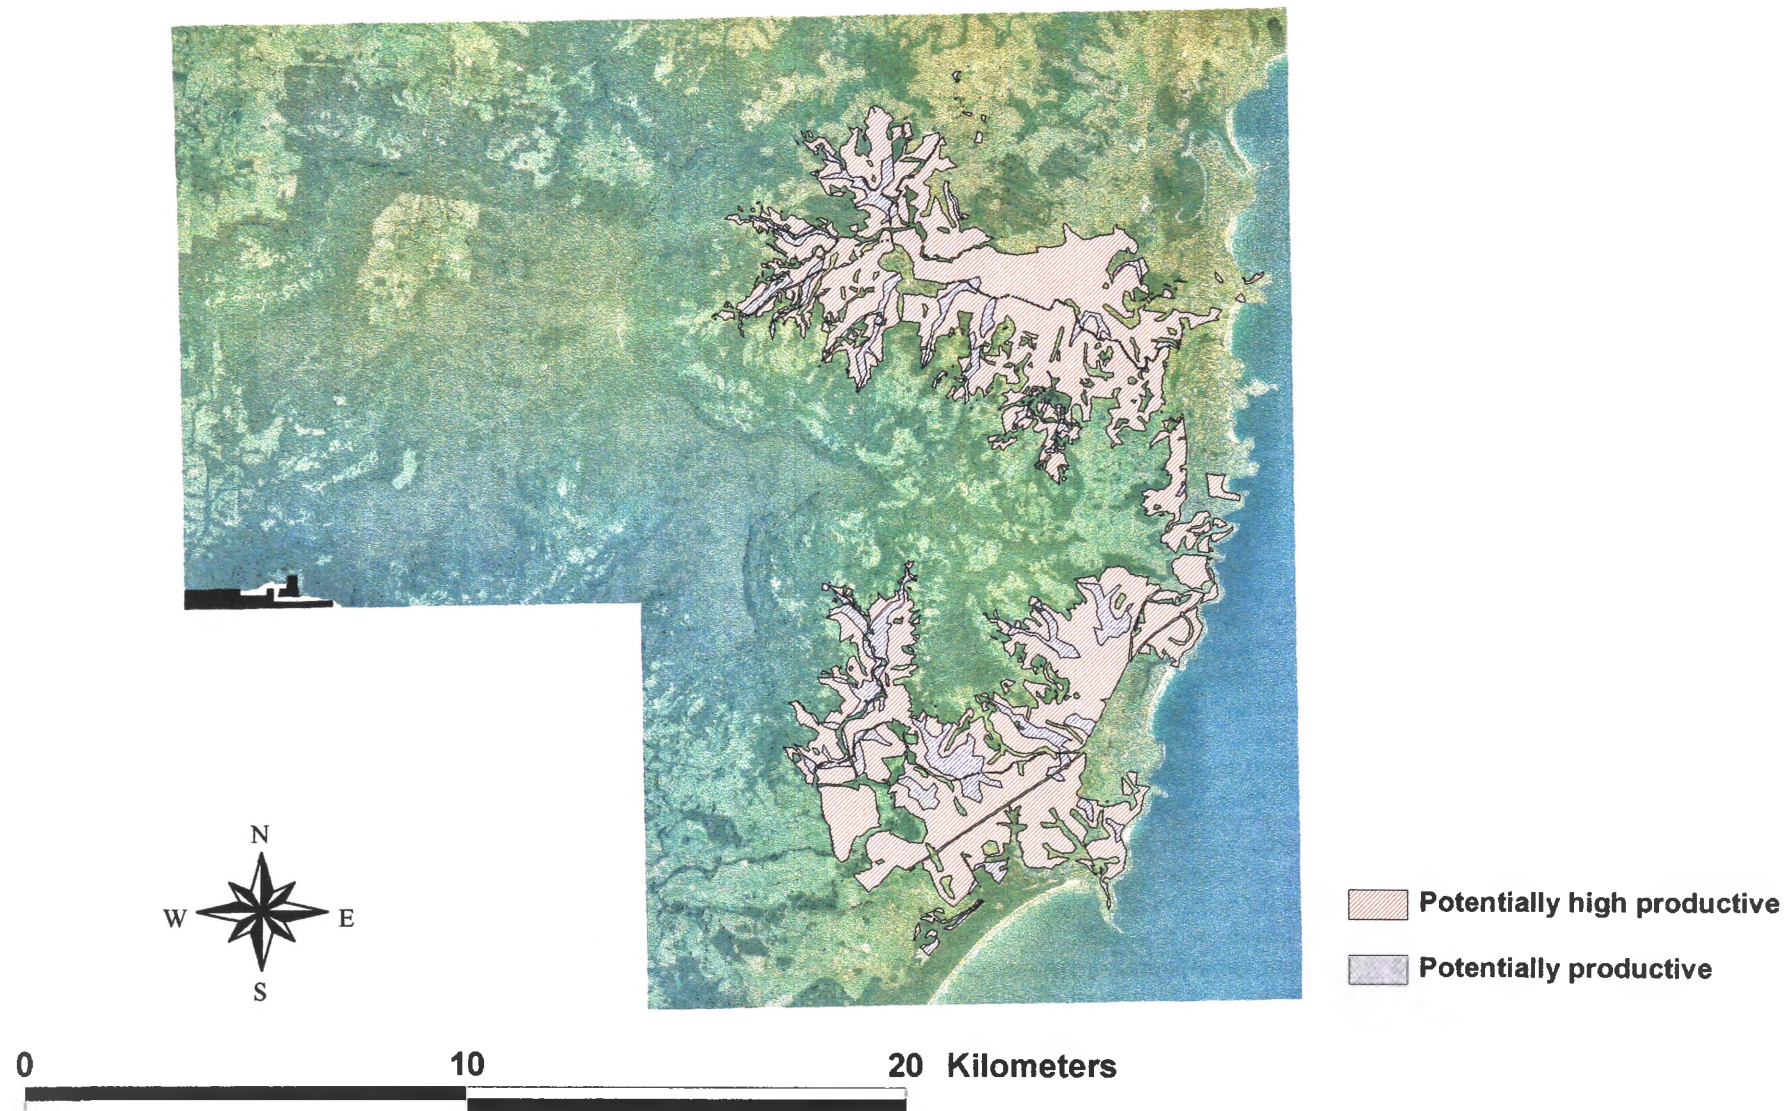 N
W E
S
Potentially high productive
Potentially productive
0 10 20 Kilometers